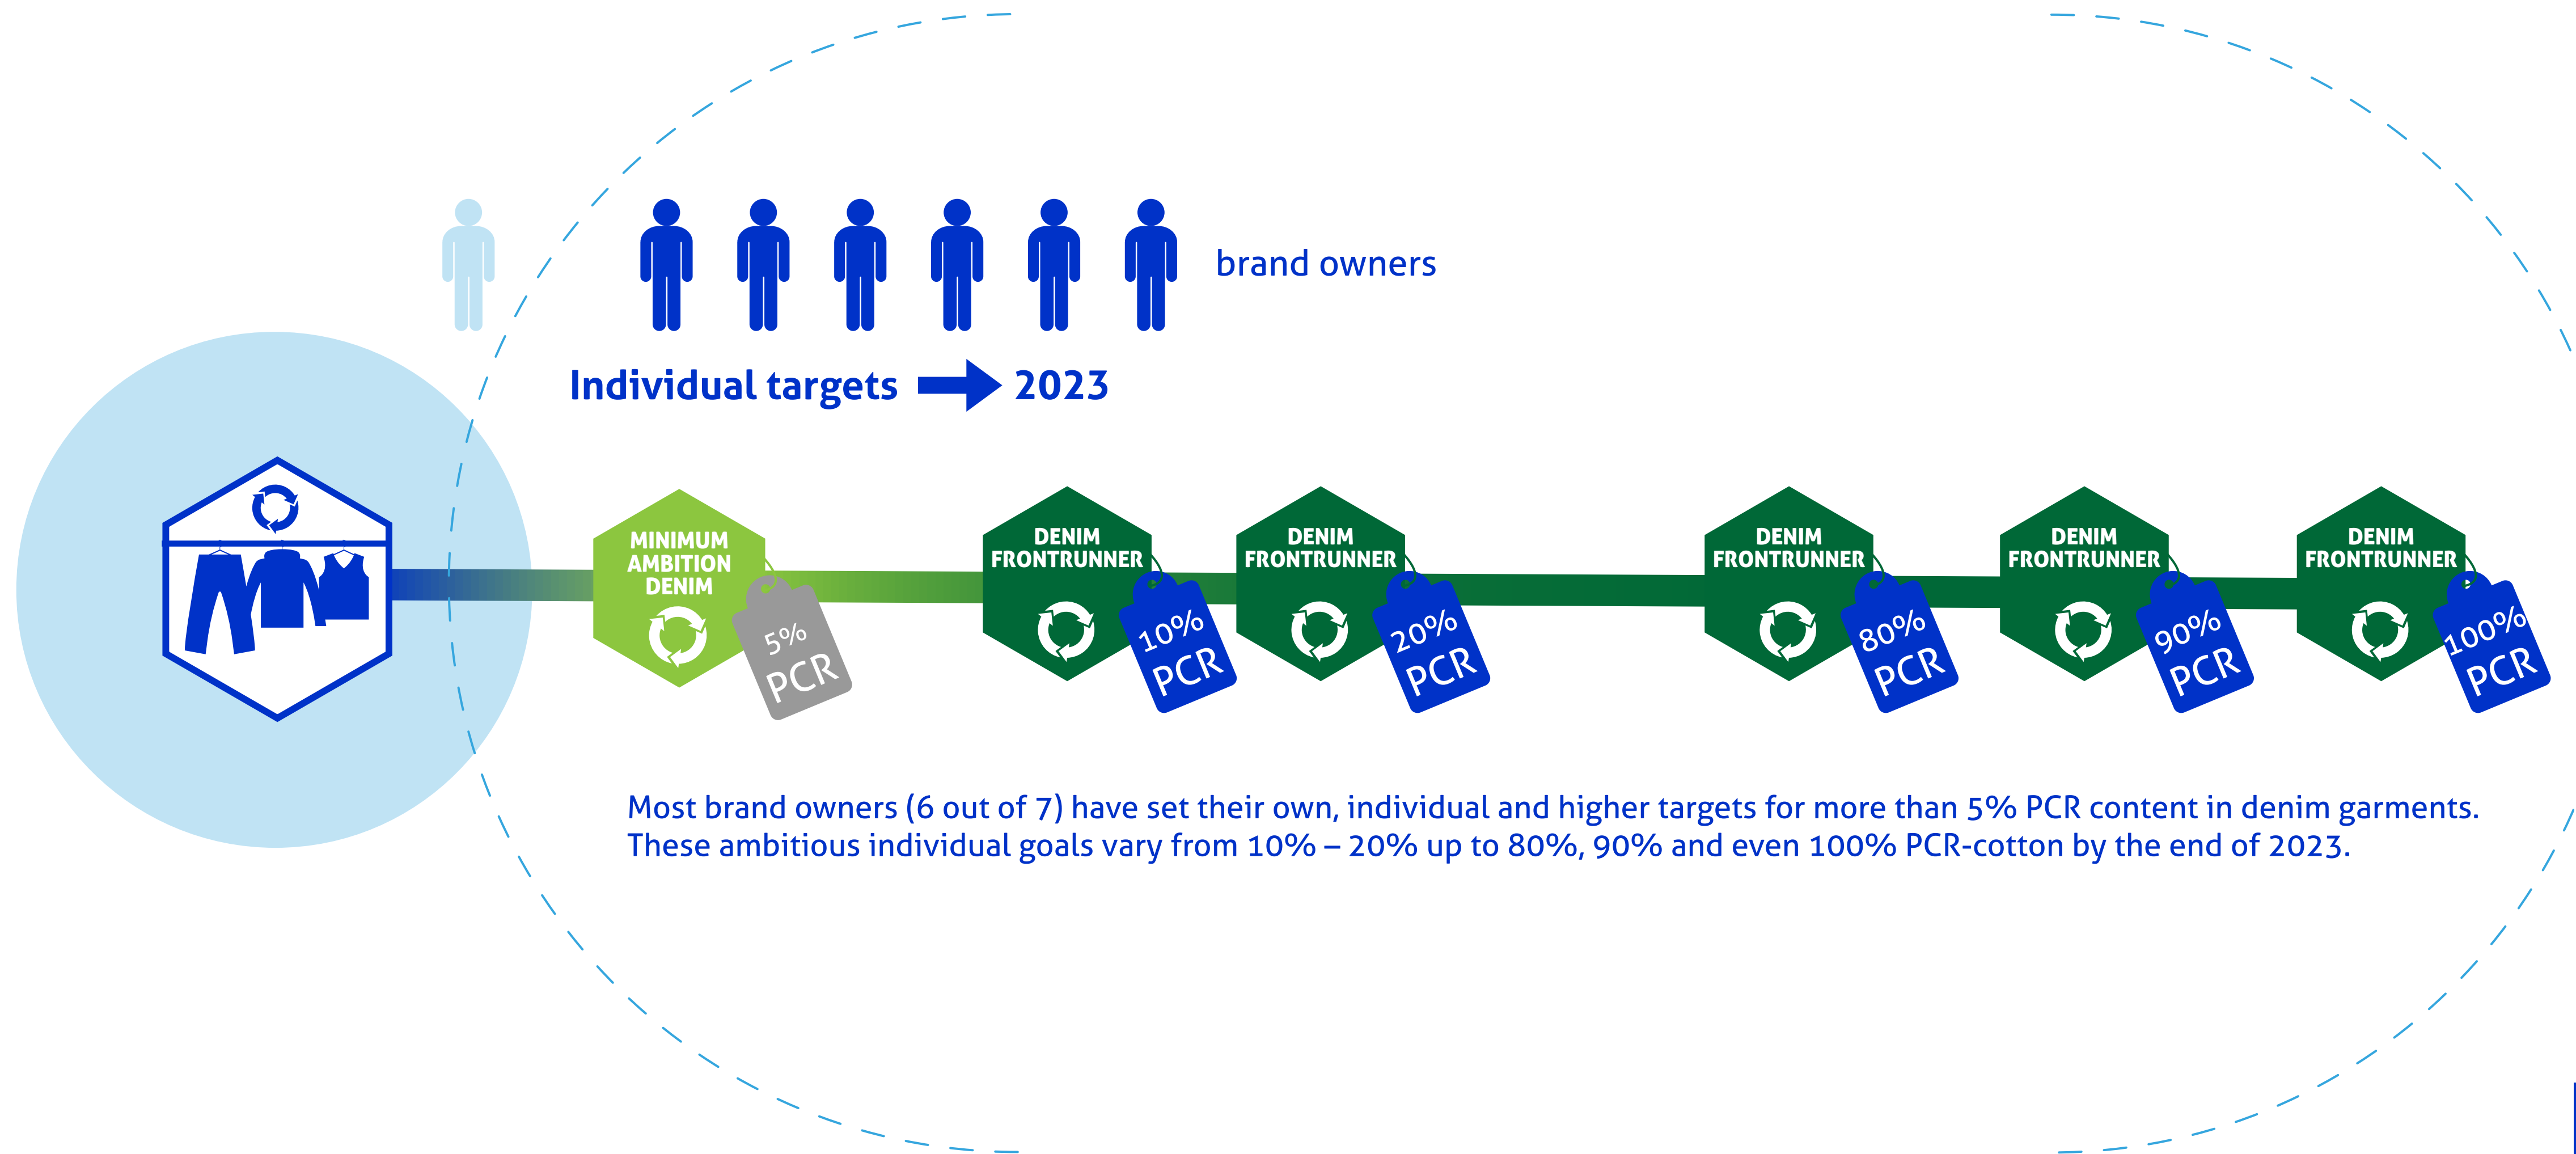 brand owners
Individual targets 2023
MINIMUM
AMBITION
DENIM
5%
PCR
DENIM
FRONTRUNNER
10%
PCR
DENIM
FRONTRUNNER
20%
PCR
DENIM
FRONTRUNNER
80%
PCR
DENIM
FRONTRUNNER
90%
PCR
DENIM
FRONTRUNNER
100%
PCR
Most brand owners (6 out of 7) have set their own, individual and higher targets for more than 5% PCR content in denim garments.
These ambitious individual goals vary from 10% – 20% up to 80%, 90% and even 100% PCR-cotton by the end of 2023.